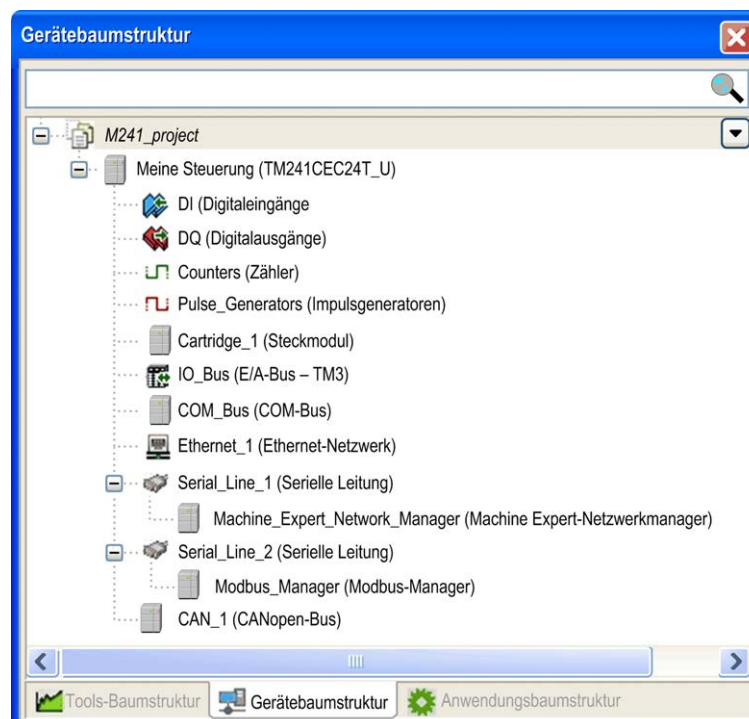 Gerätebaumstruktur
M241_project
Meine Steuerung (TM241CEC24T_U)
DI (Digitaleingänge
DQ (Digitalausgänge)
Counters (Zähler)
Pulse_Generators (Impulsgeneratoren)
Cartridge_1 (Steckmodul)
IO_Bus (E/A-Bus – TM3)
COM_Bus (COM-Bus)
Ethernet_1 (Ethernet-Netzwerk)
Serial_Line_1 (Serielle Leitung)
Machine_Expert_Network_Manager (Machine Expert-Netzwerkmanager)
Serial_Line_2 (Serielle Leitung)
Modbus_Manager (Modbus-Manager)
CAN_1 (CANopen-Bus)
Tools-Baumstruktur Gerätebaumstruktur Anwendungsbaumstruktur